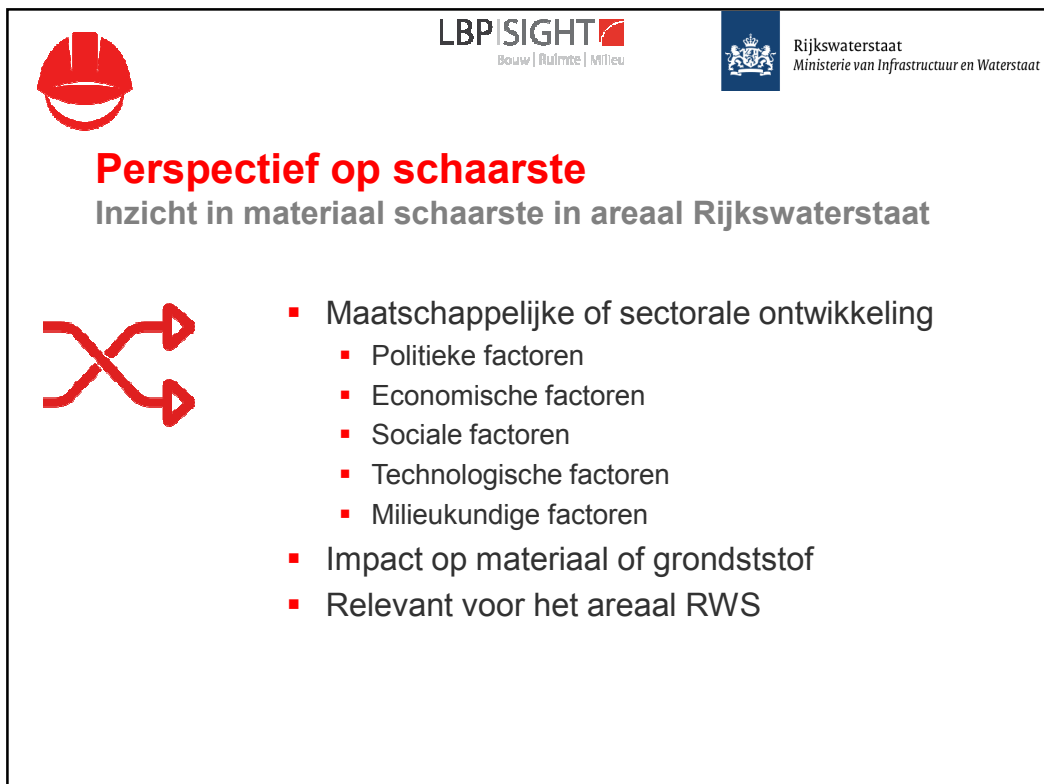 LBP|SIGHT
Bouw | Ruimte | Milieu
Rijkswaterstaat
Ministerie van Infrastructuur en Waterstaat
Perspectief op schaarste
Inzicht in materiaal schaarste in areaal Rijkswaterstaat
▪ Maatschappelijke of sectorale ontwikkeling
▪ Politieke factoren
▪ Economische factoren
▪ Sociale factoren
▪ Technologische factoren
▪ Milieukundige factoren
▪ Impact op materiaal of grondststof
▪ Relevant voor het areaal RWS